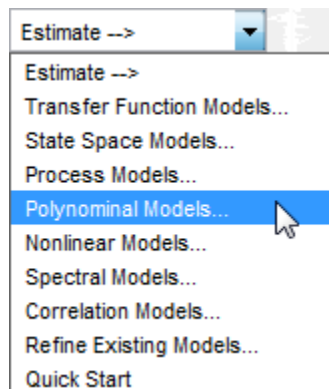 Estimate -->
Estimate -->
Transfer Function Models...
State Space Models...
Process Models...
Polynominal Models...
Nonlinear Models...
Spectral Models...
Correlation Models...
Refine Existing Models...
Quick Start